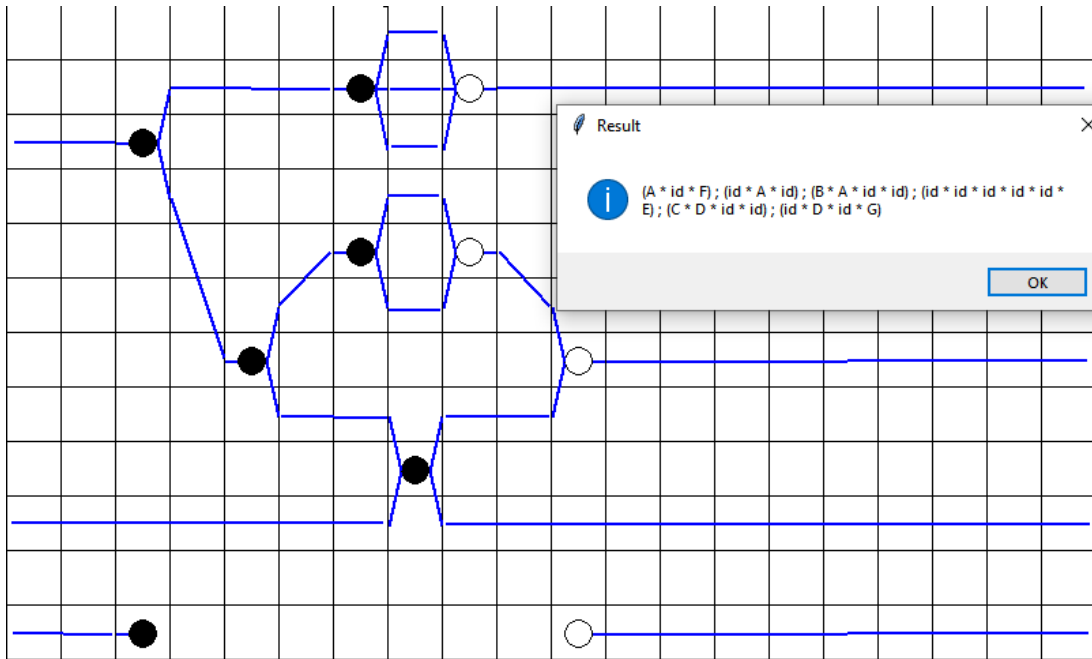 Result
i
(A * id * F) ; (id * A * id) ; (B * A * id * id) ; (id * id * id * id * id *
E) ; (C * D * id * id) ; (id * D * id * G)
OK